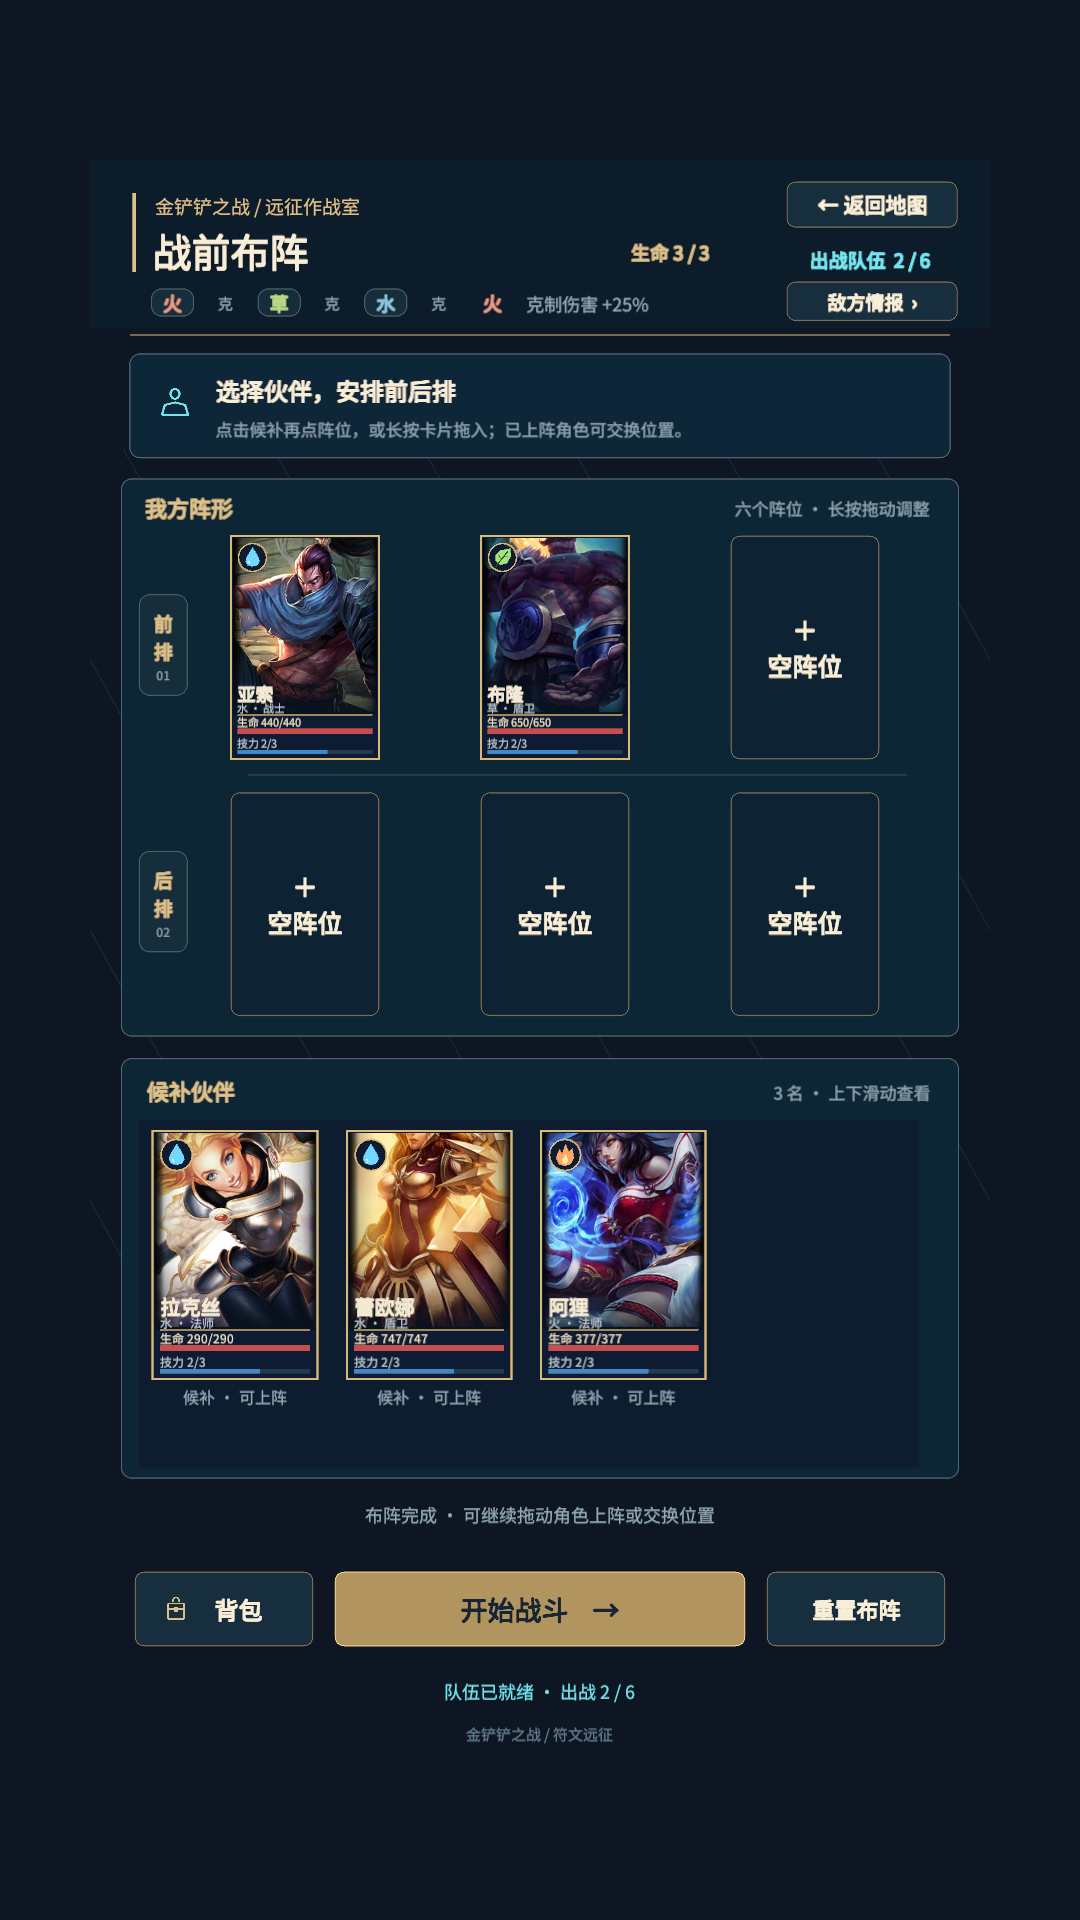 金铲铲之战 / 远征作战室
← 返回地图
战前布阵
生命 3 / 3
出战队伍 2 / 6
火 克 草 克 水 克 火 克制伤害 +25%
敌方情报 ›
选择伙伴，安排前后排
点击候补再点阵位，或长按卡片拖入；已上阵角色可交换位置。
我方阵形
六个阵位 · 长按拖动调整
前排
01
亚索
水 · 战士
生命 440/440
技力 2/3
布隆
草 · 盾卫
生命 650/650
技力 2/3
+
空阵位
后排
02
+
空阵位
+
空阵位
+
空阵位
候补伙伴
3 名 · 上下滑动查看
拉克丝
水 · 法师
生命 290/290
技力 2/3
候补 · 可上阵
蕾欧娜
水 · 盾卫
生命 747/747
技力 2/3
候补 · 可上阵
阿狸
火 · 法师
生命 377/377
技力 2/3
候补 · 可上阵
布阵完成 · 可继续拖动角色上阵或交换位置
背包
开始战斗 →
重置布阵
队伍已就绪 · 出战 2 / 6
金铲铲之战 / 符文远征